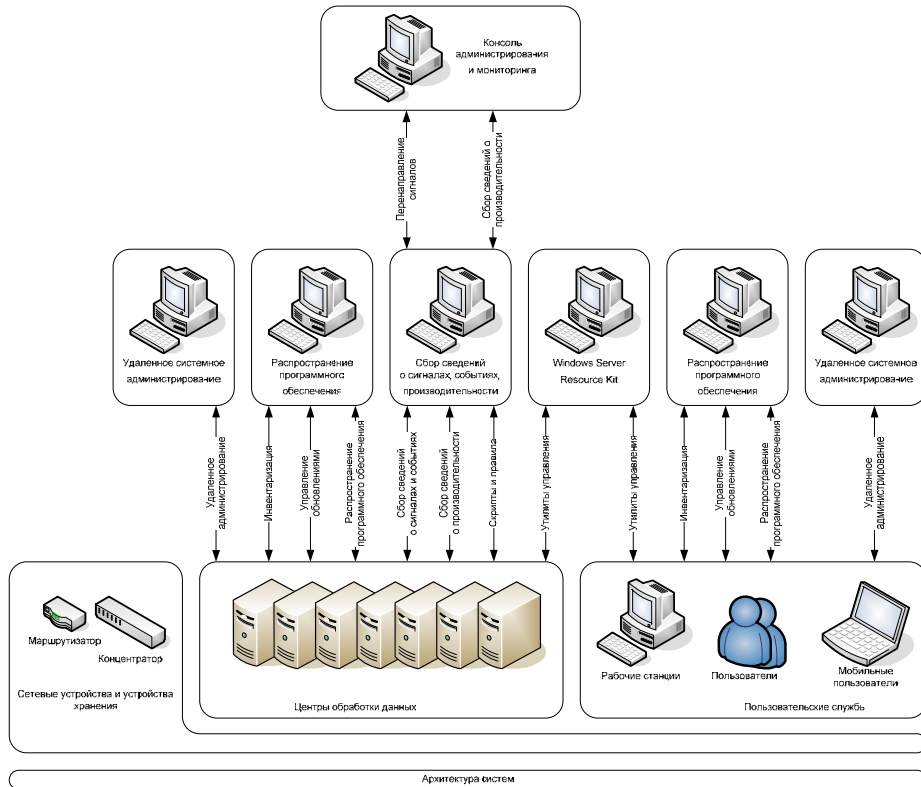 Консоль
администрирования
и мониторинга
Перенаправление
сигналов
Сбор сведений о
производительности
Удаленное системное
администрирование
Распространение
программного
обеспечения
Сбор сведений
о сигналах, событиях,
производительности
Windows Server
Resource Kit
Распространение
программного
обеспечения
Удаленное системное
администрирование
Удаленное
администрирование
Инвентаризация
Управление
обновлениями
Распространение
программного обеспечения
Сбор сведений
о сигналах и событиях
Сбор сведений
о производительности
Скрипты и правила
Утилиты управления
Утилиты управления
Инвентаризация
Управление
обновлениями
Распространение
программного обеспечения
Удаленное
администрирование
Маршрутизатор
Концентратор
Сетевые устройства и устройства
хранения
Центры обработки данных
Рабочие станции
Пользователи
Мобильные
пользователи
Пользовательские службь
Архитектура систем